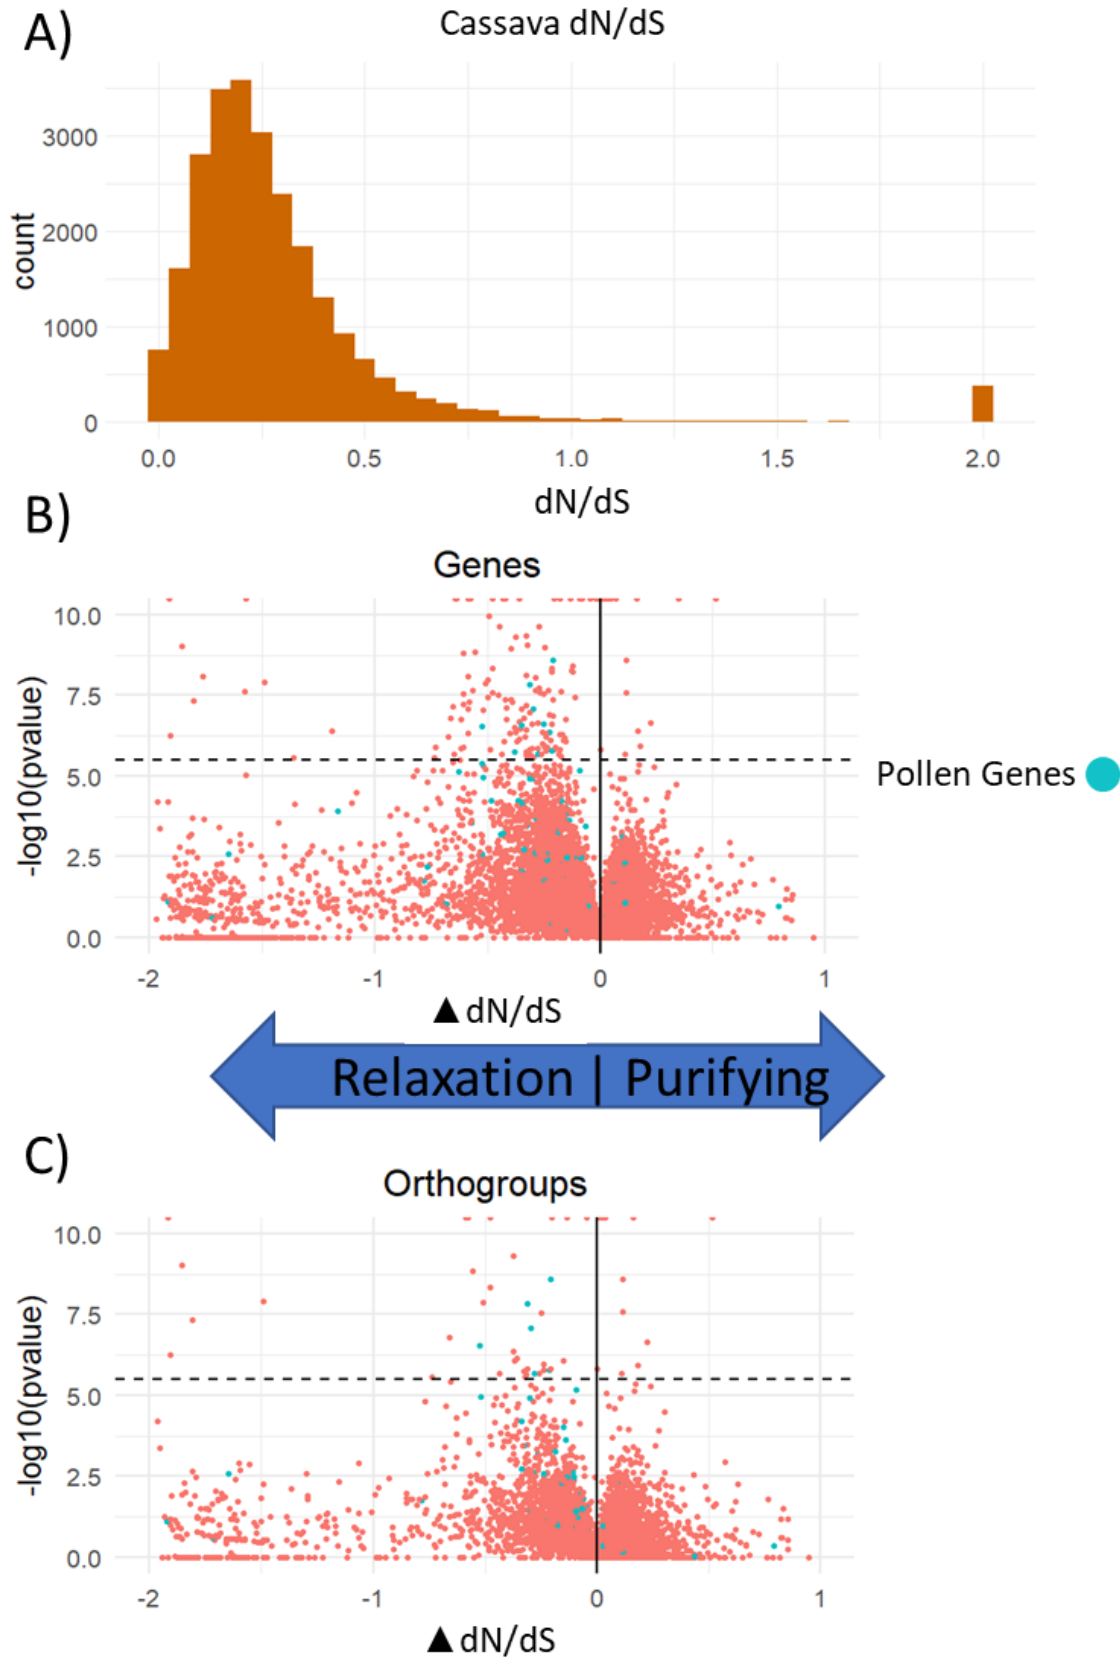 A)
Cassava dN/dS
count
3000
2000
1000
0
0.0 0.5 1.0 1.5 2.0
dN/dS
B)
Genes
-log10(pvalue)
10.0
7.5
5.0
2.5
0.0
-2 -1 0 1
▲dN/dS
Pollen Genes
Relaxation | Purifying
C)
Orthogroups
-log10(pvalue)
10.0
7.5
5.0
2.5
0.0
-2 -1 0 1
▲dN/dS